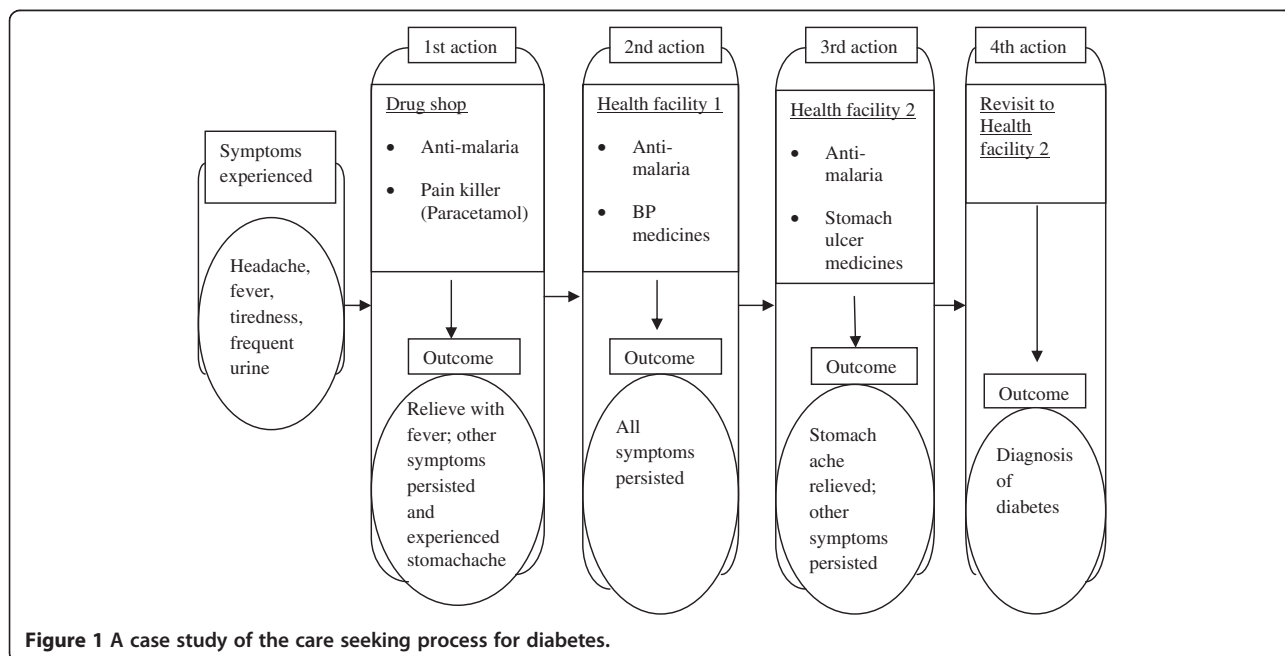 Symptoms
experienced
Headache,
fever,
tiredness,
frequent
urine
1st action
Drug shop
• Anti-malaria
• Pain killer
(Paracetamol)
Outcome
Relieve with
fever; other
symptoms
persisted
and
experienced
stomachache
2nd action
Health facility 1
• Anti-
malaria
• BP
medicines
Outcome
All
symptoms
persisted
3rd action
Health facility 2
• Anti-
malaria
• Stomach
ulcer
medicines
Outcome
Stomach
ache
relieved;
other
symptoms
persisted
4th action
Revisit to
Health
facility 2
Outcome
Diagnosis
of
diabetes
Figure 1 A case study of the care seeking process for diabetes.